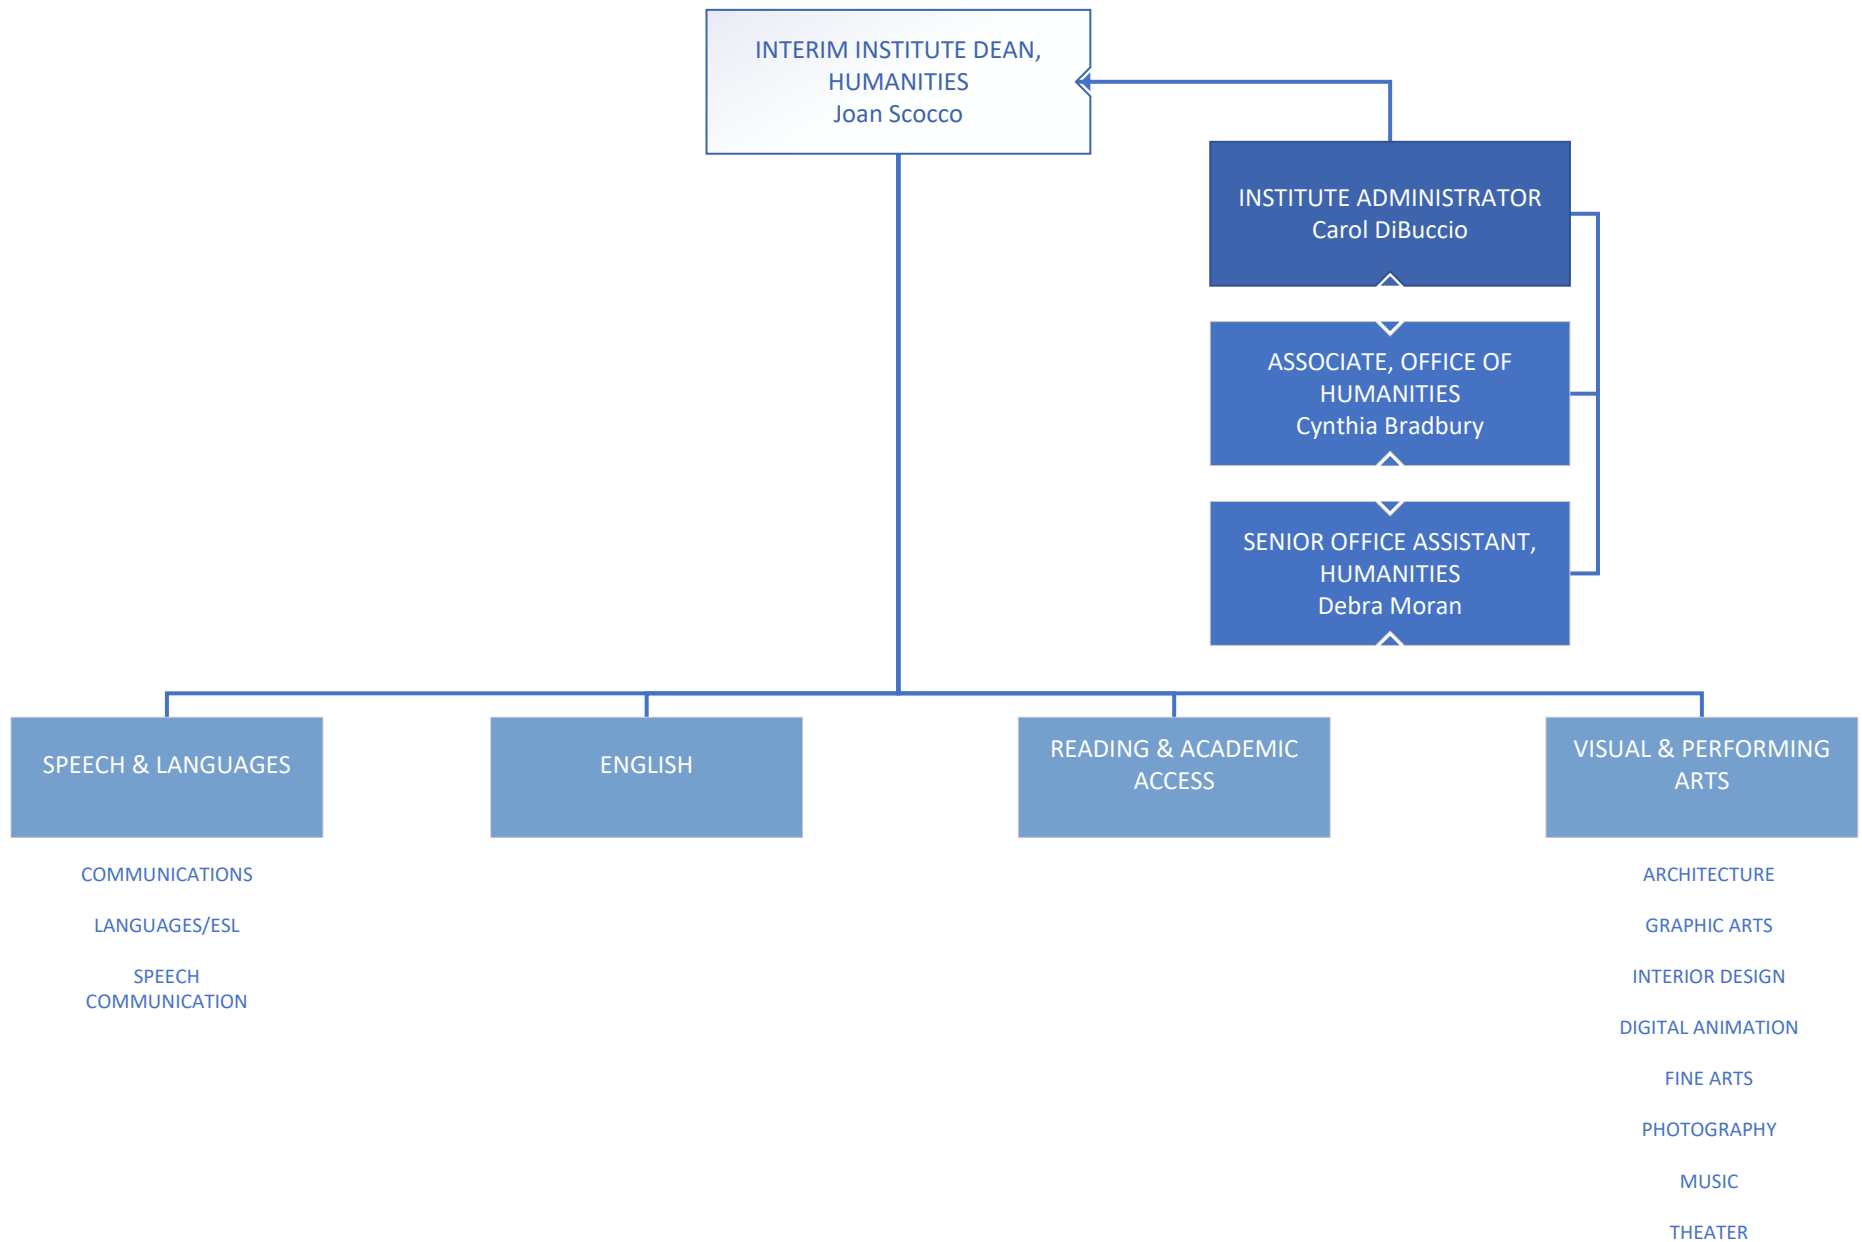 INTERIM INSTITUTE DEAN,
HUMANITIES
Joan Scocco
INSTITUTE ADMINISTRATOR
Carol DiBuccio
ASSOCIATE, OFFICE OF
HUMANITIES
Cynthia Bradbury
SENIOR OFFICE ASSISTANT,
HUMANITIES
Debra Moran
SPEECH & LANGUAGES
COMMUNICATIONS
LANGUAGES/ESL
SPEECH
COMMUNICATION
ENGLISH
READING & ACADEMIC
ACCESS
VISUAL & PERFORMING
ARTS
ARCHITECTURE
GRAPHIC ARTS
INTERIOR DESIGN
DIGITAL ANIMATION
FINE ARTS
PHOTOGRAPHY
MUSIC
THEATER